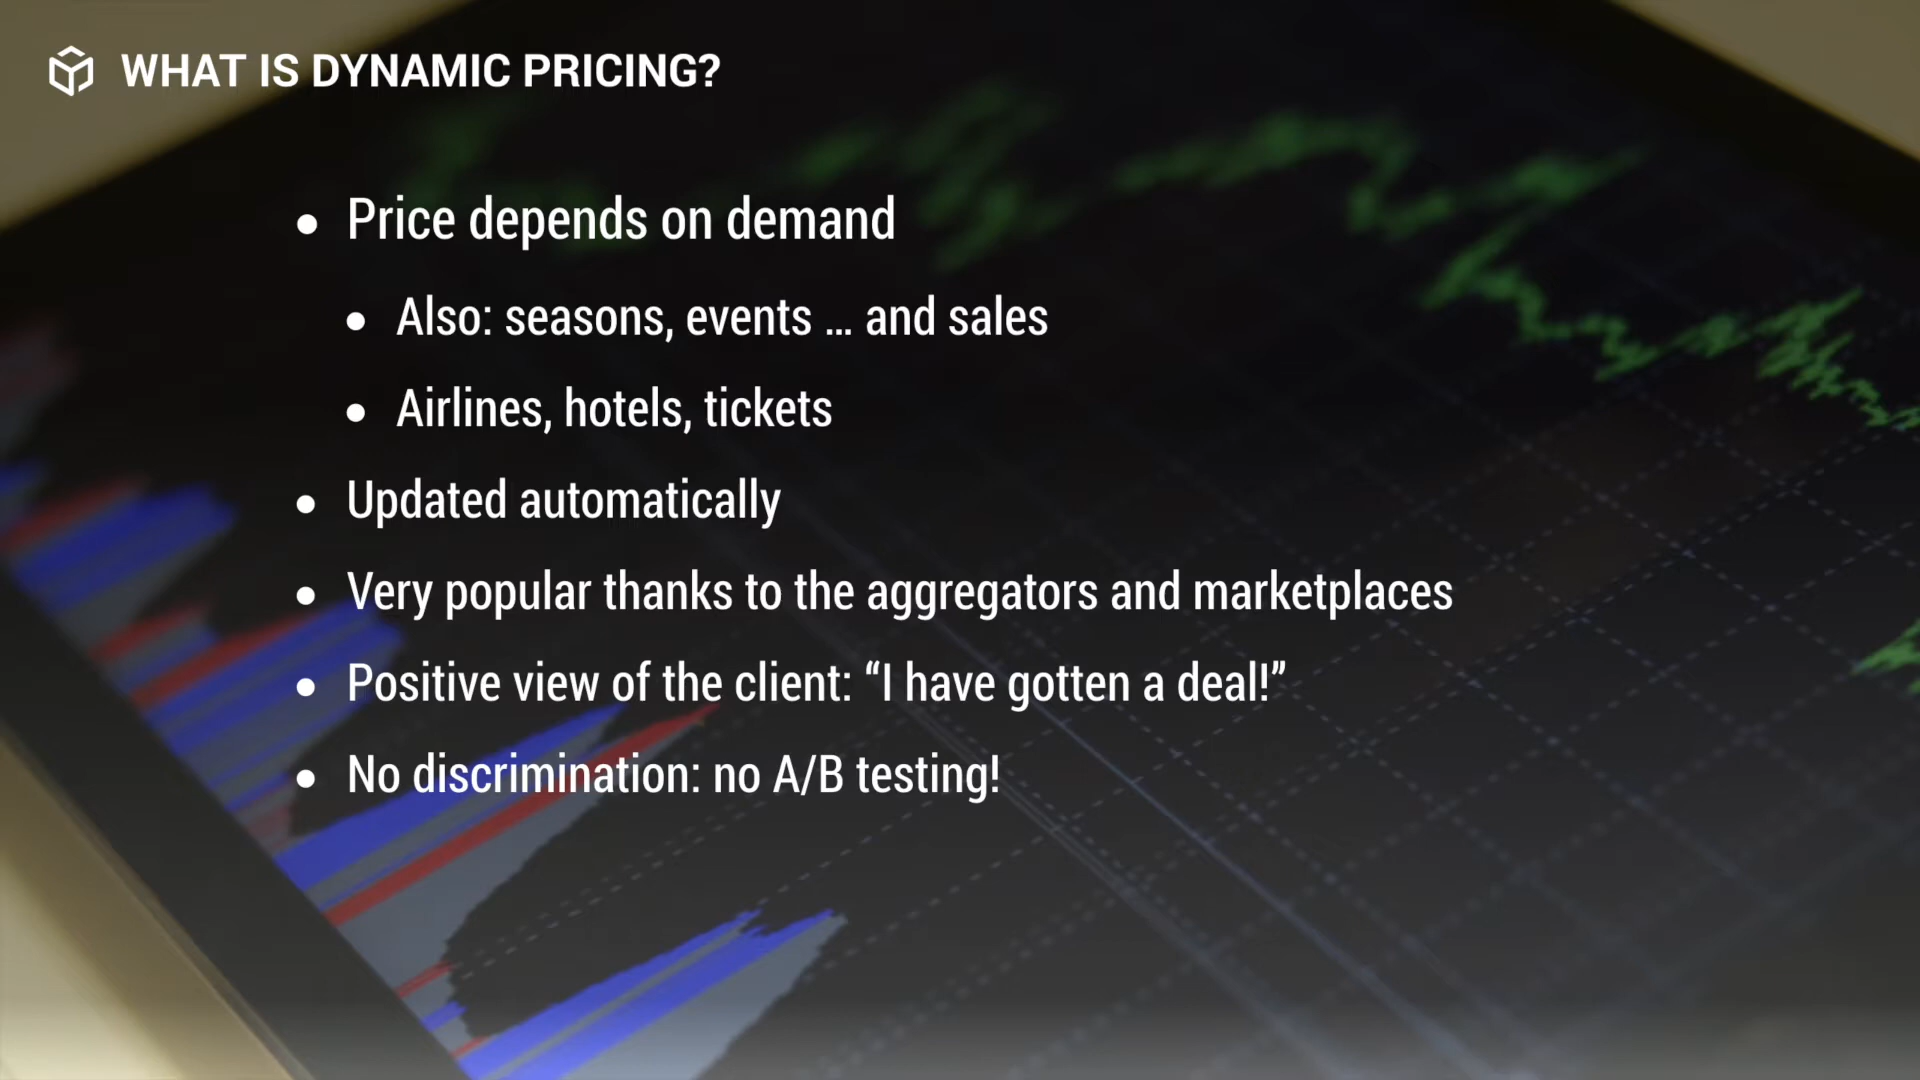 WHAT IS DYNAMIC PRICING?
• Price depends on demand
• Also: seasons, events ... and sales
• Airlines, hotels, tickets
• Updated automatically
• Very popular thanks to the aggregators and marketplaces
• Positive view of the client: “I have gotten a deal!”
• No discrimination: no A/B testing!